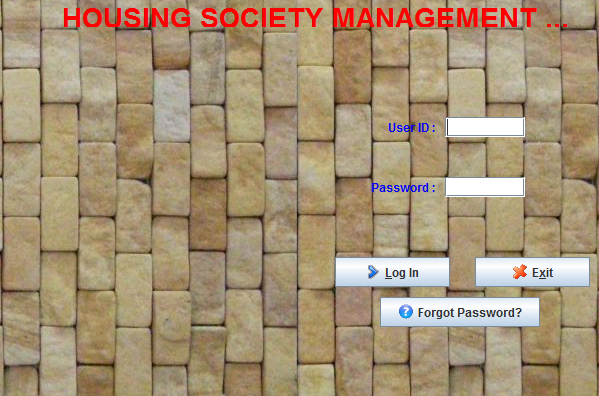 HOUSING SOCIETY MANAGEMENT ...
User ID :
Password :
Log In
Exit
Forgot Password?